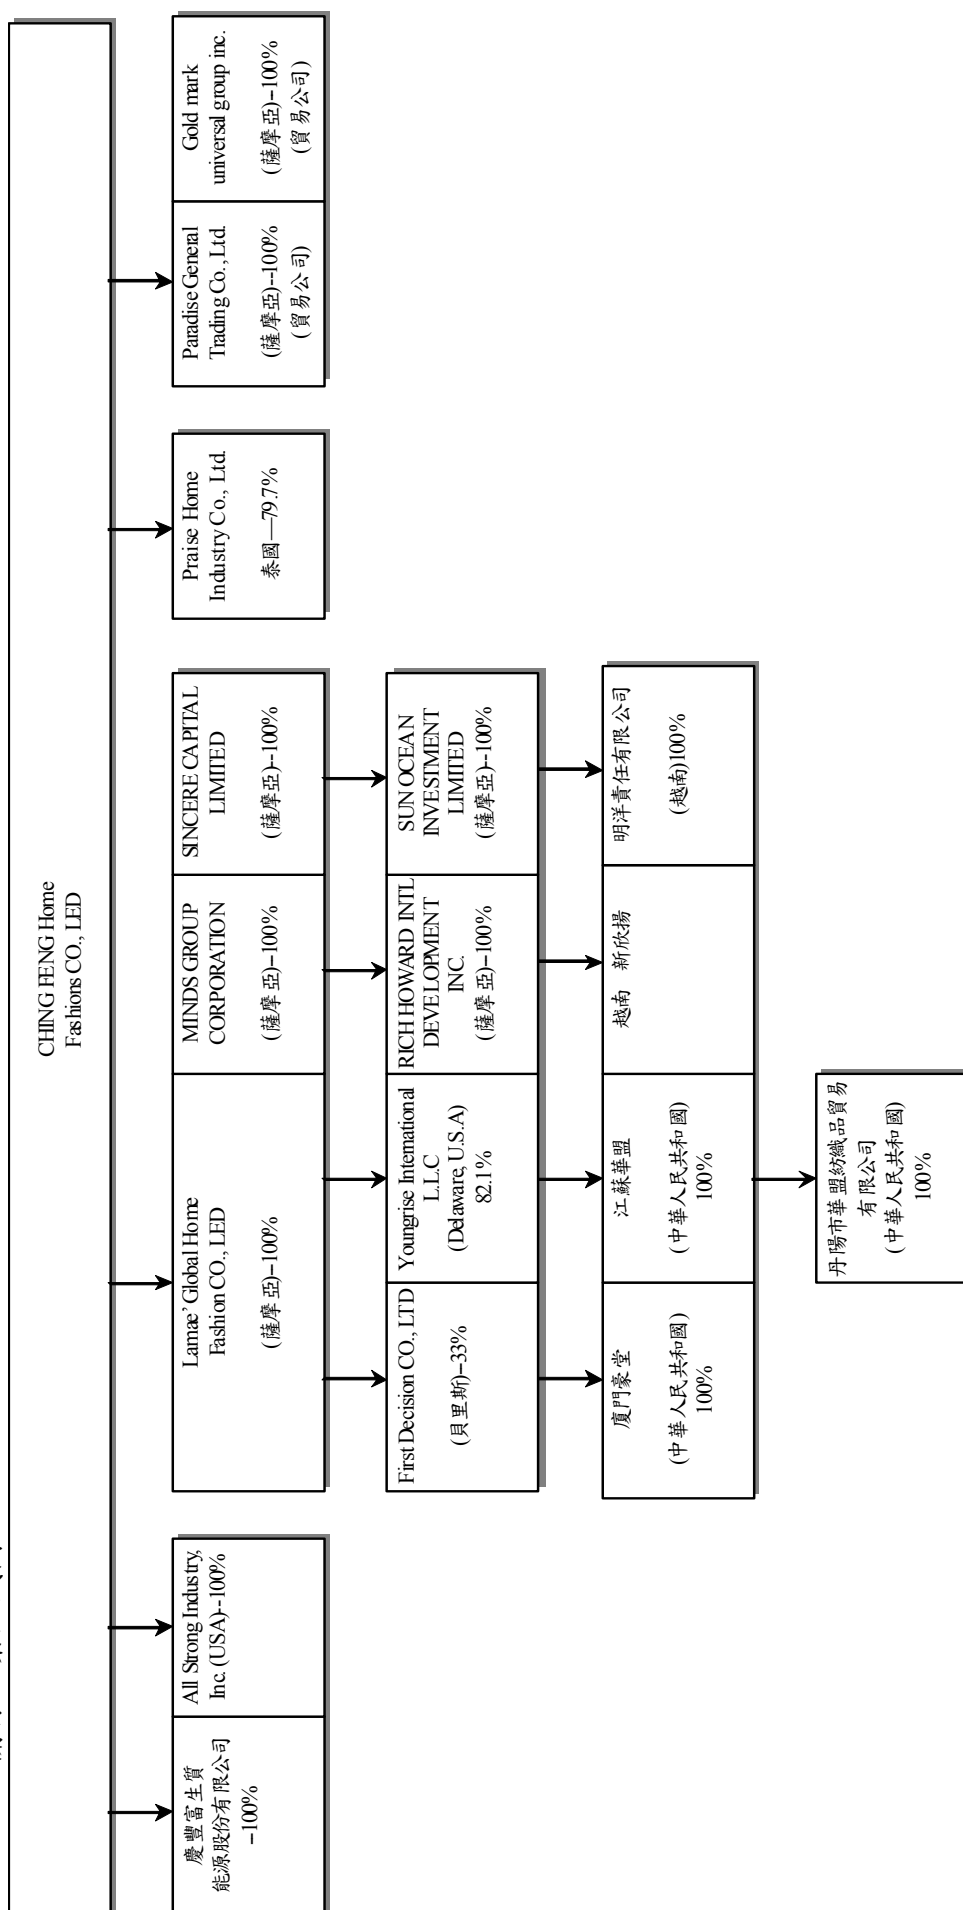 CHING FENG Home
Fashions CO., LED
慶豐富生質
能源股份有限公司
-100%
All Strong Industry,
Inc. (USA)--100%
Lamae' Global Home
Fashion CO., LED
(薩摩亞)-100%
MINDS GROUP
CORPORATION
(薩摩亞)-100%
SINCERE CAPITAL
LIMITED
(薩摩亞)--100%
Praise Home
Industry Co., Ltd.
泰國—79.7%
Paradise General
Trading Co., Ltd.
(薩摩亞)--100%
(貿易公司)
Gold mark
universal group inc.
(薩摩亞)-100%
(貿易公司)
First Decision CO., LTD
(貝里斯)-33%
Youngrise International
L.L.C
(Delaware, U.S.A)
82.1%
RICH HOWARD INTL
DEVELOPMENT
INC.
(薩摩亞)-100%
SUN OCEAN
INVESTMENT
LIMITED
(薩摩亞)--100%
廈門豪堂
(中華人民共和國)
100%
江蘇華盟
(中華人民共和國)
100%
越南 新欣揚
明洋責任有限公司
(越南)100%
丹陽市華盟紡織品貿易
有限公司
(中華人民共和國)
100%